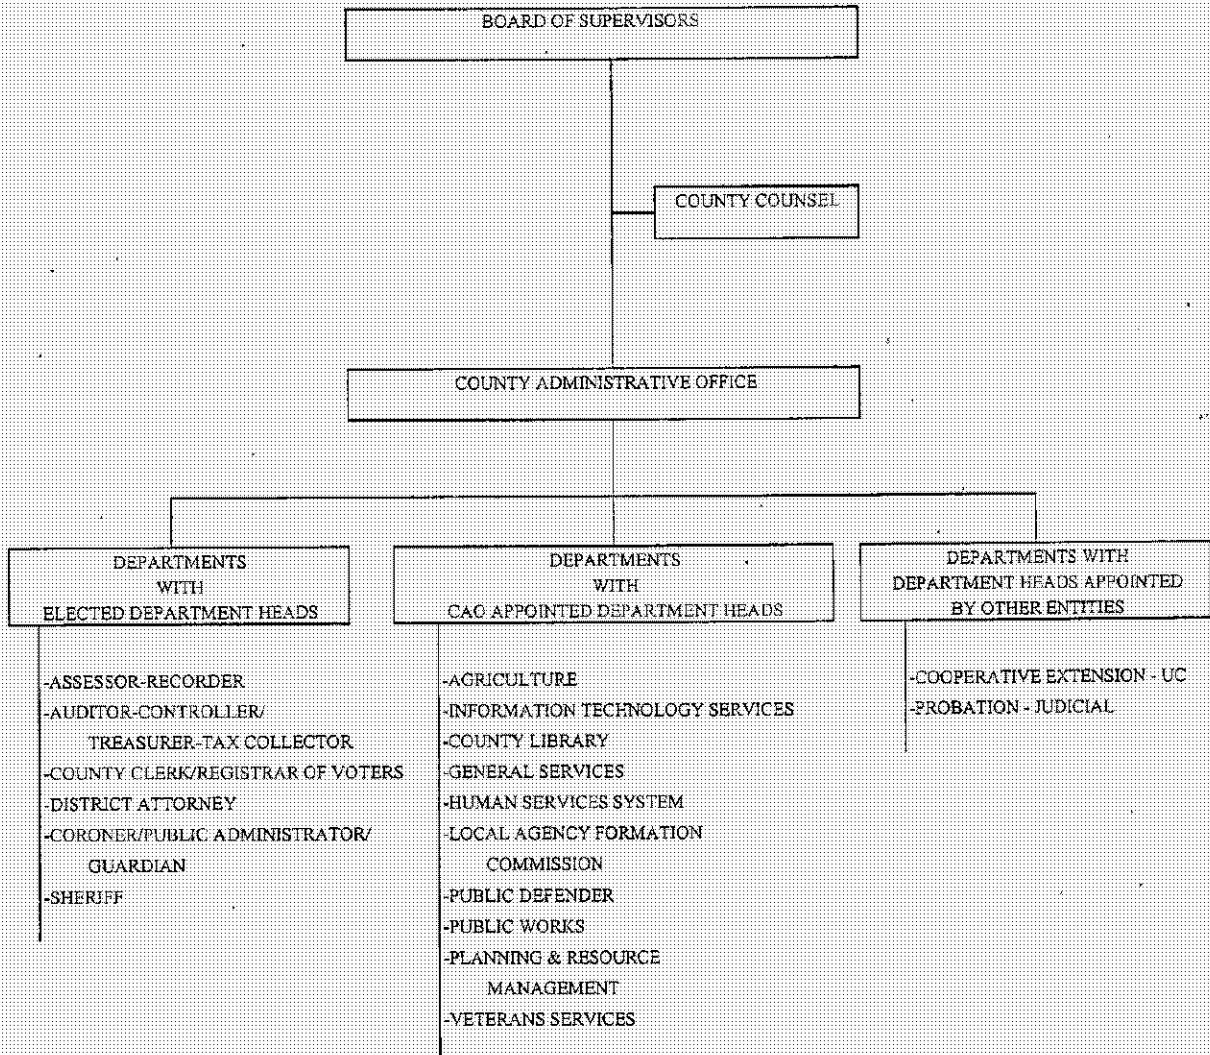 BOARD OF SUPERVISORS
COUNTY COUNSEL
COUNTY ADMINISTRATIVE OFFICE
DEPARTMENTS
WITH
ELECTED DEPARTMENT HEADS
-ASSESSOR-RECORDER
-AUDITOR-CONTROLLER/
TREASURER-TAX COLLECTOR
-COUNTY CLERK/REGISTRAR OF VOTERS
-DISTRICT ATTORNEY
-CORONER/PUBLIC ADMINISTRATOR/
GUARDIAN
-SHERIFF
DEPARTMENTS
WITH
CAO APPOINTED DEPARTMENT HEADS
-AGRICULTURE
-INFORMATION TECHNOLOGY SERVICES
-COUNTY LIBRARY
-GENERAL SERVICES
-HUMAN SERVICES SYSTEM
-LOCAL AGENCY FORMATION
COMMISSION
-PUBLIC DEFENDER
-PUBLIC WORKS
-PLANNING & RESOURCE
MANAGEMENT
-VETERANS SERVICES
DEPARTMENTS WITH
DEPARTMENT HEADS APPOINTED
BY OTHER ENTITIES
-COOPERATIVE EXTENSION - UC
-PROBATION - JUDICIAL